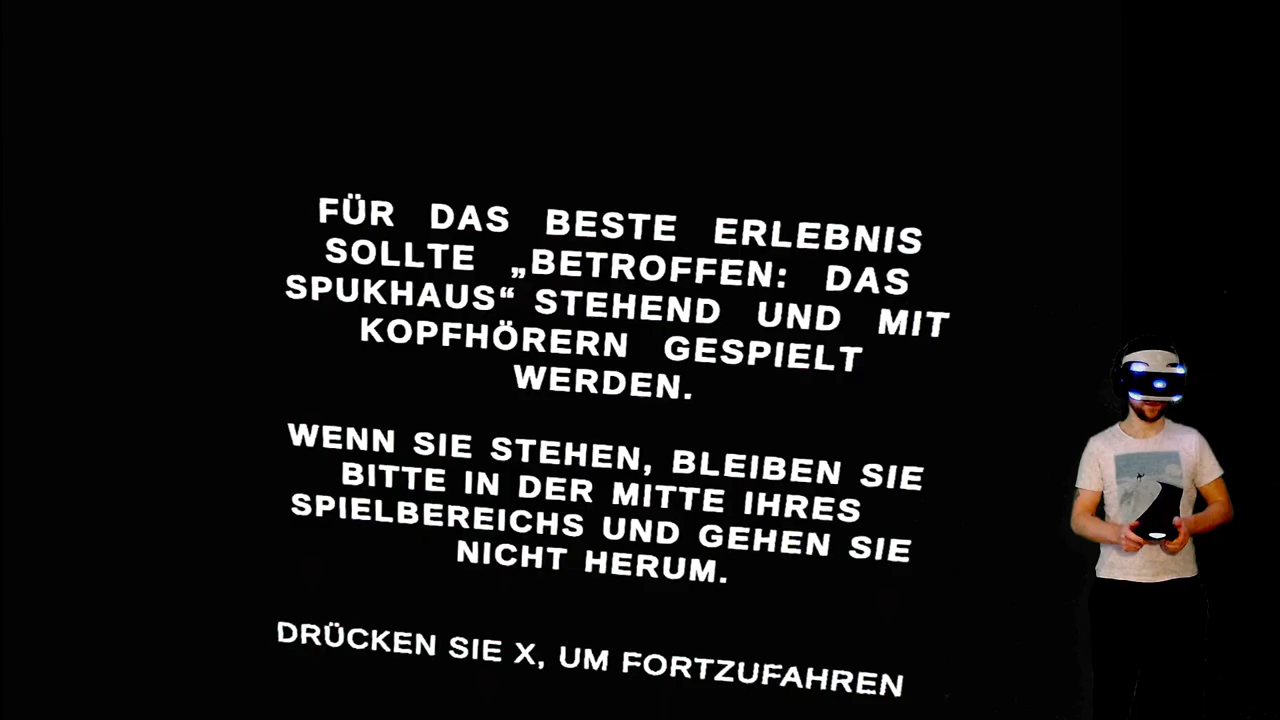 FÜR DAS BESTE ERLEBNIS
SOLLTE „BETROFFEN: DAS
SPUKHAUS“ STEHEND UND MIT
KOPFHÖRERN GESPIELT
WERDEN.
WENN SIE STEHEN, BLEIBEN SIE
BITTE IN DER MITTE IHRES
SPIELBEREICHS UND GEHEN SIE
NICHT HERUM.
DRÜCKEN SIE X, UM FORTZUFAHREN